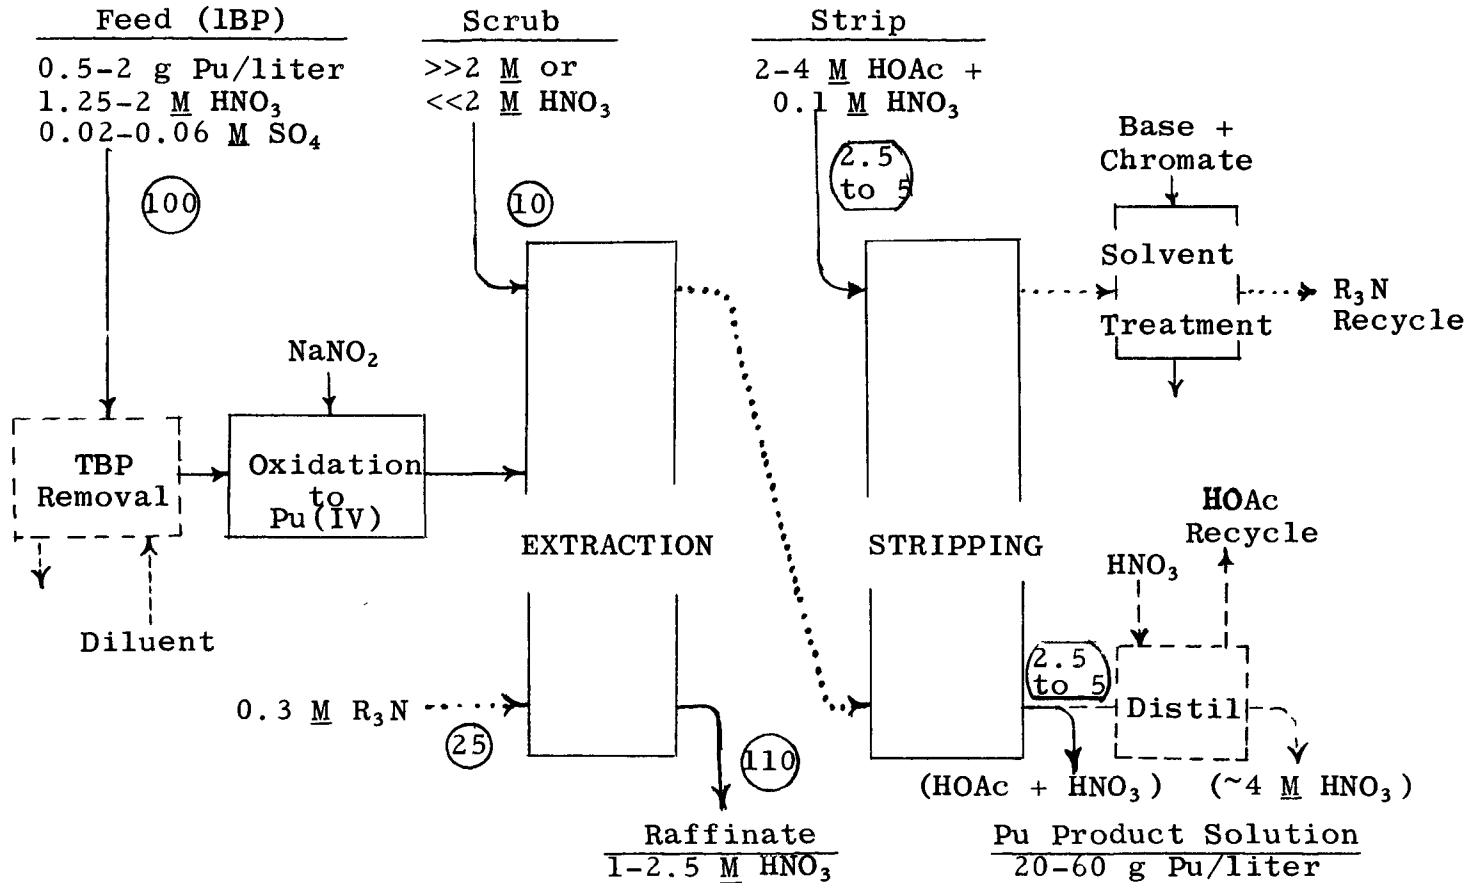 Feed (1BP)
0.5-2 g Pu/liter
1.25-2 M HNO₃
0.02-0.06 M SO₄
100
Scrub
>>2 M or
<<2 M HNO₃
10
Strip
2-4 M HOAc +
0.1 M HNO₃
2.5
to 5
Base +
Chromate
Solvent
Treatment
R₃N
Recycle
NaNO₂
TBP
Removal
Oxidation
to
Pu(IV)
Diluent
EXTRACTION
STRIPPING
HOAc
Recycle
HNO₃
0.3 M R₃N
25
110
2.5
to 5
Distil
(HOAc + HNO₃)
(~4 M HNO₃)
Raffinate
1-2.5 M HNO₃
Pu Product Solution
20-60 g Pu/liter